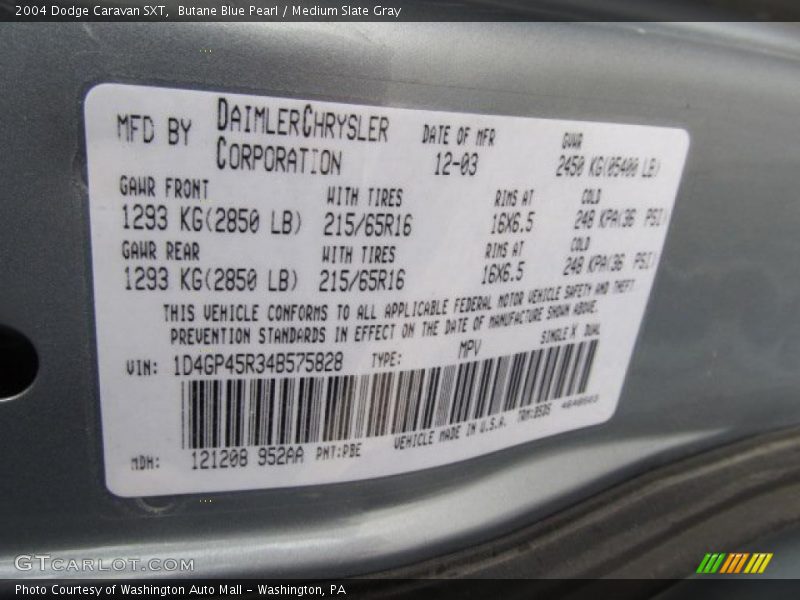 2004 Dodge Caravan SXT,  Butane Blue Pearl / Medium Slate Gray
MFD BY DAIMLERCHRYSLER CORPORATION DATE OF MFR 12-03 GVWR 2450 KG(05400 LB)
GAWR FRONT WITH TIRES RIMS AT COLD
1293 KG(2850 LB) 215/65R16 16X6.5 248 KPA(36 PSI)
GAWR REAR WITH TIRES RIMS AT COLD
1293 KG(2850 LB) 215/65R16 16X6.5 248 KPA(36 PSI)
THIS VEHICLE CONFORMS TO ALL APPLICABLE FEDERAL MOTOR VEHICLE SAFETY AND THEFT
PREVENTION STANDARDS IN EFFECT ON THE DATE OF MANUFACTURE SHOWN ABOVE.
VIN: 1D4GP45R34B575828 TYPE: MPV SINGLE X DUAL
MDH: 121208 952AA PNT:PBE VEHICLE MADE IN U.S.A. TRM:B5D5
GTCARLOT.COM
Photo Courtesy of Washington Auto Mall – Washington, PA